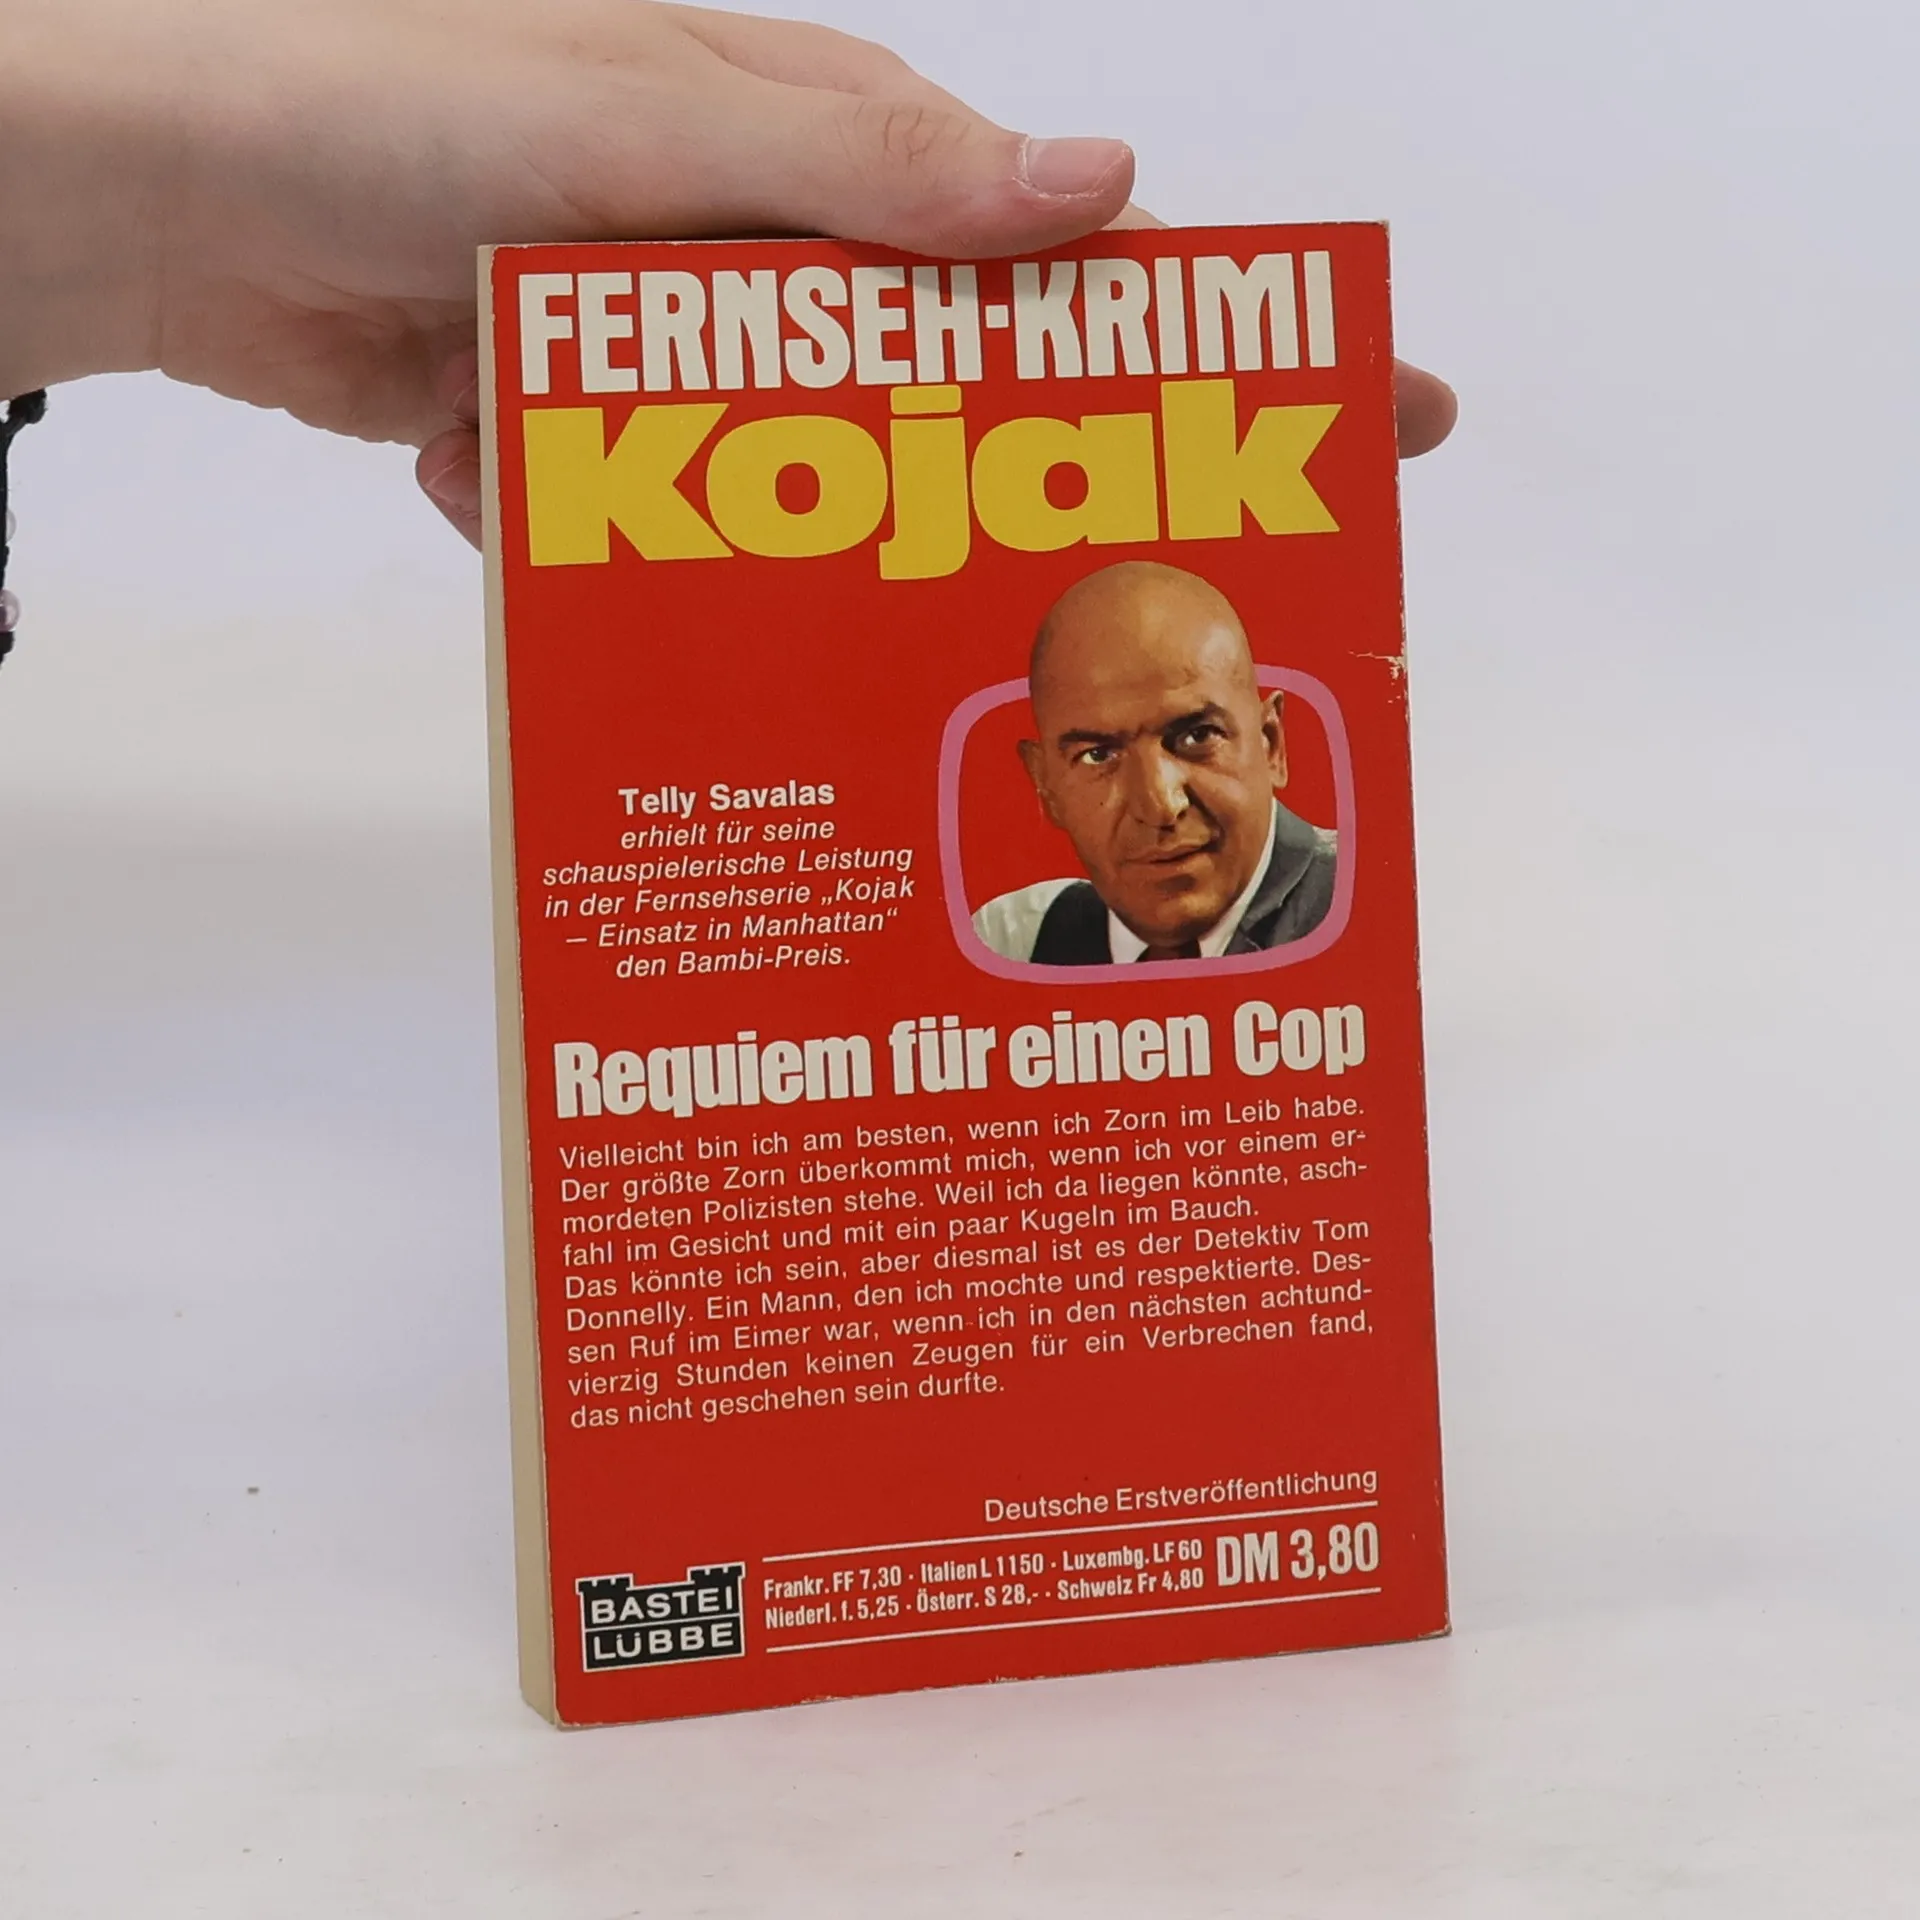 FERNSEH-KRIMI
Kojak
Telly Savalas
erhielt für seine
schauspielerische Leistung
in der Fernsehserie „Kojak
— Einsatz in Manhattan“
den Bambi-Preis.
Requiem für einen Cop
Vielleicht bin ich am besten, wenn ich Zorn im Leib habe.
Der größte Zorn überkommt mich, wenn ich vor einem er-
mordeten Polizisten stehe. Weil ich da liegen könnte, asch-
fahl im Gesicht und mit ein paar Kugeln im Bauch.
Das könnte ich sein, aber diesmal ist es der Detektiv Tom
Donnelly. Ein Mann, den ich mochte und respektierte. Des-
sen Ruf im Eimer war, wenn ich in den nächsten achtund-
vierzig Stunden keinen Zeugen für ein Verbrechen fand,
das nicht geschehen sein durfte.
Deutsche Erstveröffentlichung
Frankr. FF 7,30 · Italien L 1150 · Luxembg. LF 60
Niederl. f. 5,25 · Österr. S 28,- · Schweiz Fr 4,80
DM 3,80
BASTEI
LÜBBE